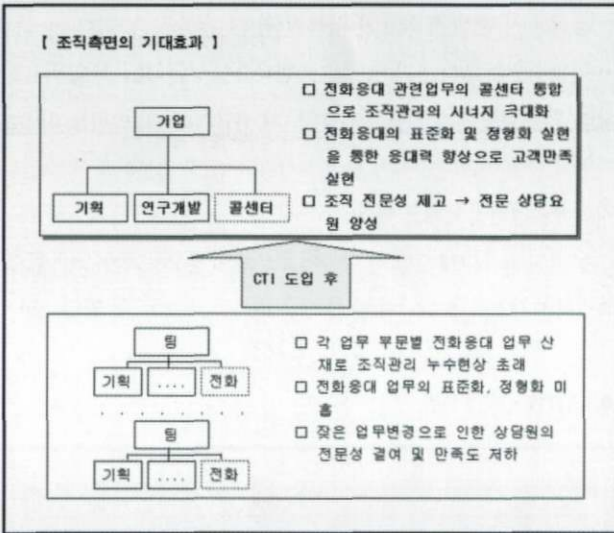 【 조직측면의 기대효과 】
기업
기획 연구개발 콜센터
□ 전화응대 관련업무의 콜센타 통합
으로 조직관리의 시너지 극대화
□ 전화응대의 표준화 및 정형화 실현
을 통한 응대력 향상으로 고객만족
실현
□ 조직 전문성 제고 → 전문 상담요
원 양성
CTI 도입 후
팀
기획 .... 전화
· · · · · · · ·
팀
기획 .... 전화
□ 각 업무 부문별 전화응대 업무 산
재로 조직관리 누수현상 초래
□ 전화응대 업무의 표준화, 정형화 미
흡
□ 잦은 업무변경으로 인한 상담원의
전문성 결여 및 만족도 저하